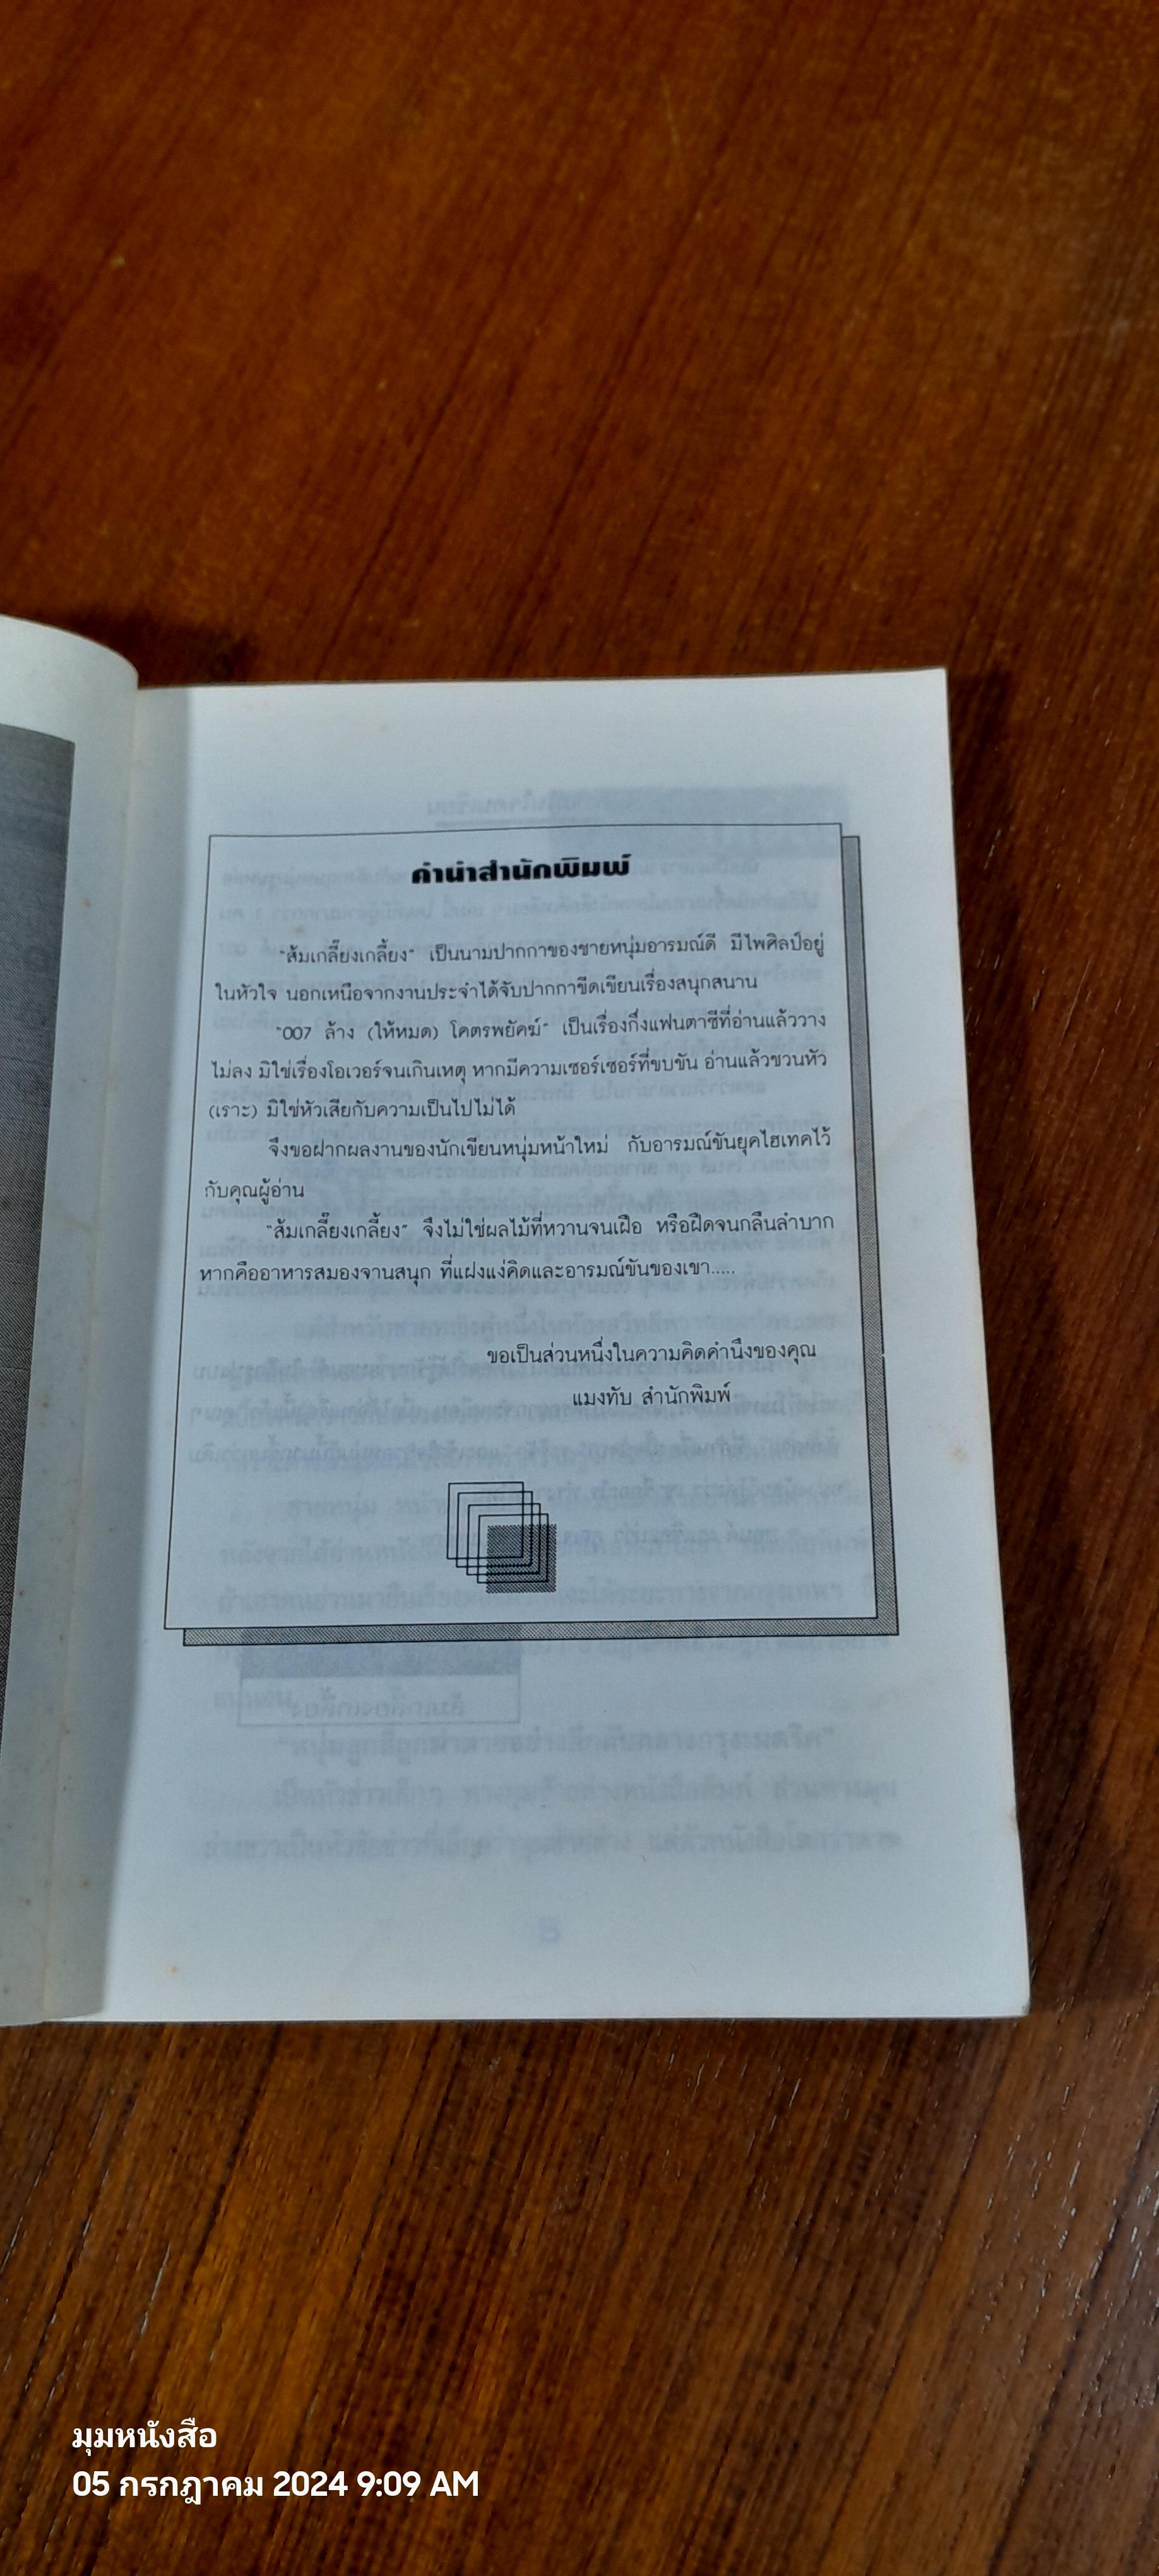 คำนำสำนักพิมพ์
"ส้มเกลี๊ยงเกลี้ยง" เป็นนามปากกาของชายหนุ่มอารมณ์ดี มีไพศิลป์อยู่
ในหัวใจ นอกเหนือจากงานประจำได้จับปากกาขีดเขียนเรื่องสนุกสนาน
"007 ล้าง (ให้หมด) โคตรพยัคฆ์" เป็นเรื่องกึ่งแฟนตาซีที่อ่านแล้ววาง
ไม่ลง มิใช่เรื่องโอเวอร์จนเกินเหตุ หากมีความเซอร์เซอร์ที่ขบขัน อ่านแล้วชวนหัว
(เราะ) มิใช่หัวเสียกับความเป็นไปไม่ได้
จึงขอฝากผลงานของนักเขียนหนุ่มหน้าใหม่ กับอารมณ์ขันยุคไฮเทคไว้
กับคุณผู้อ่าน
"ส้มเกลี๊ยงเกลี้ยง" จึงไม่ใช่ผลไม้ที่หวานจนเฝือ หรือฝืดจนกลืนลำบาก
หากคืออาหารสมองจานสนุก ที่แฝงแง่คิดและอารมณ์ขันของเขา.....
ขอเป็นส่วนหนึ่งในความคิดคำนึงของคุณ
แมงทับ สำนักพิมพ์
มุมหนังสือ
05 กรกฎาคม 2024 9:09 AM